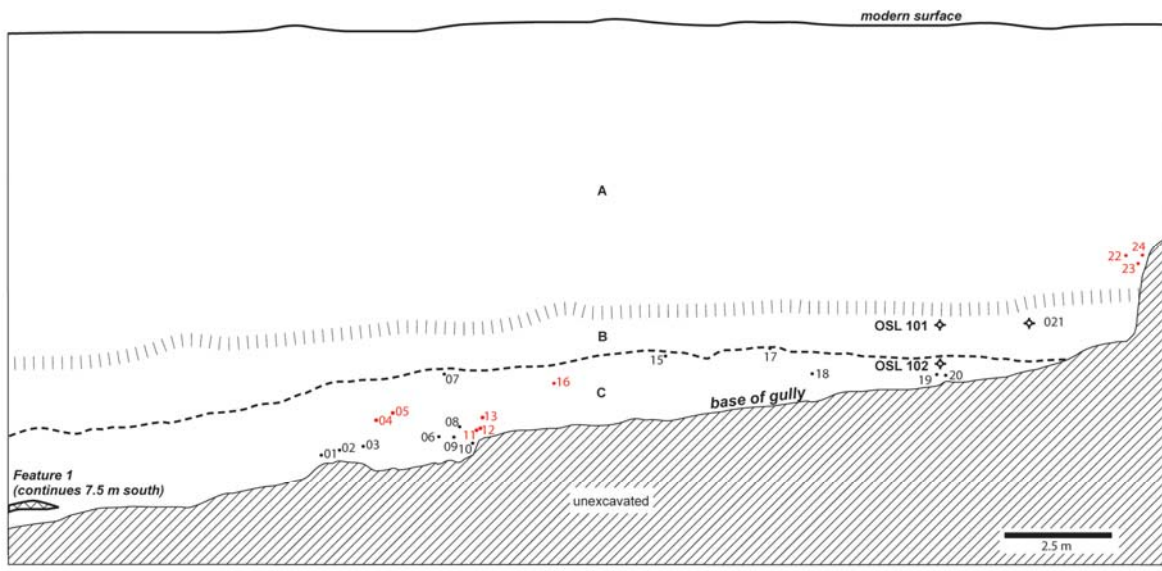 modern surface
A
24
22
23
OSL 101
021
B
15
17
OSL 102
07
16
18
19
20
C
base of gully
05
04
13
08
11
12
06
09
10
03
02
01
Feature 1
(continues 7.5 m south)
unexcavated
2.5 m